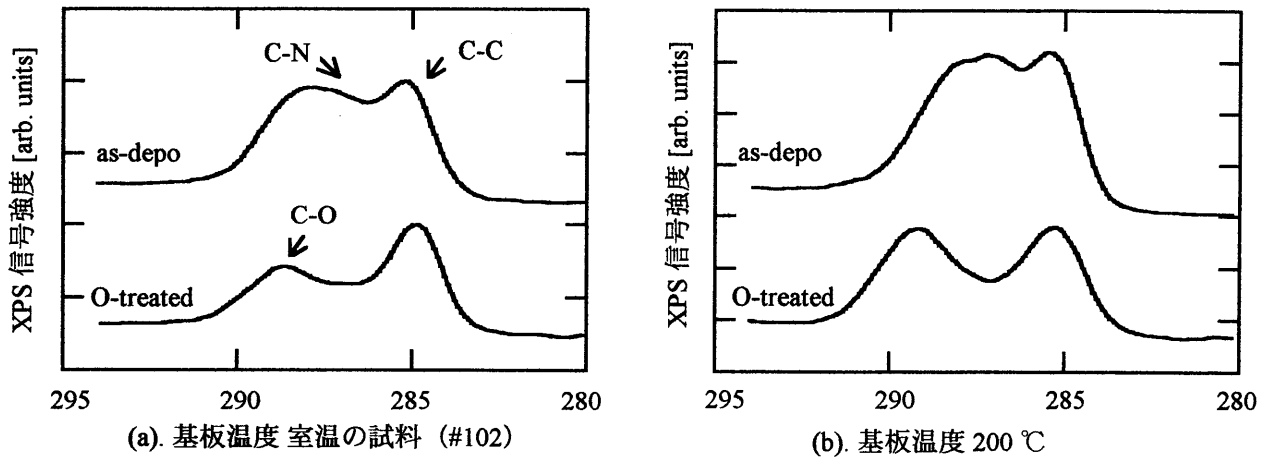 XPS 信号強度 [arb. units]
C-N
C-C
as-depo
C-O
O-treated
295
290
285
280
(a). 基板温度 室温の試料 (#102)
XPS 信号強度 [arb. units]
as-depo
O-treated
295
290
285
280
(b). 基板温度 200 ℃